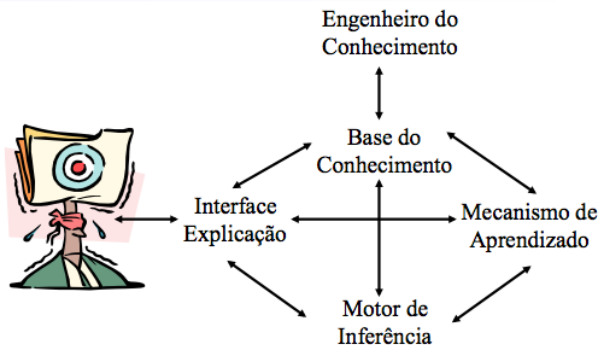 Engenheiro do
Conhecimento
Base do
Conhecimento
Interface
Explicação
Mecanismo de
Aprendizado
Motor de
Inferência